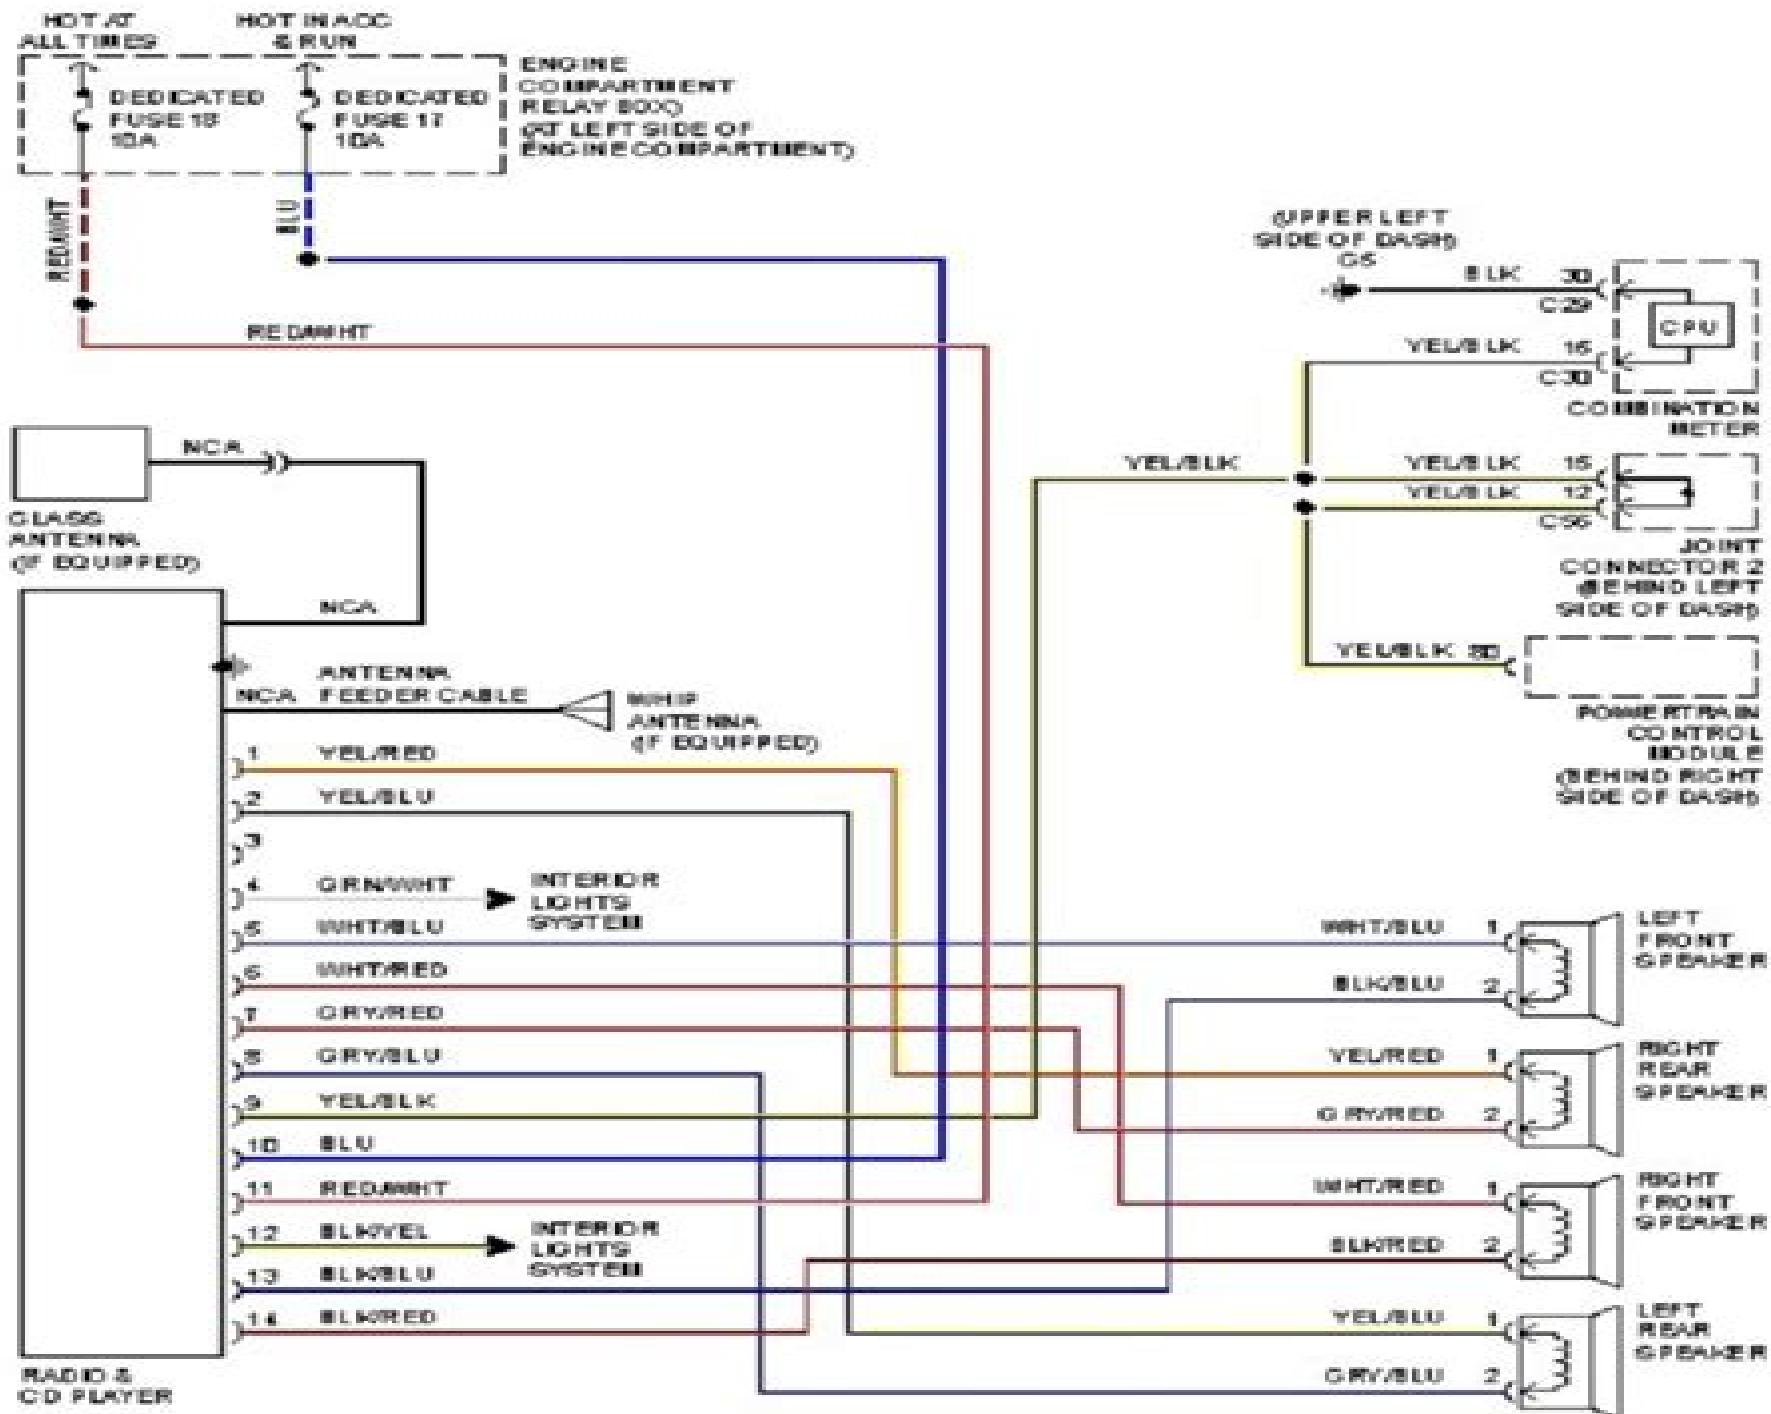 HOT AT
ALL TIMES
HOT IN ACC
& RUN
DEDICATED
FUSE 18
10A
DEDICATED
FUSE 17
10A
ENGINE
COMPARTMENT
RELAY BOX)
(AT LEFT SIDE OF
ENGINE COMPARTMENT)
RED/WHT
BLU
RED/WHT
(UPPER LEFT
SIDE OF DASH)
G5
BLK 30
C29
CPU
YEL/BLK 16
C30
COMBINATION
METER
YEL/BLK
YEL/BLK 15
YEL/BLK 12
C56
JOINT
CONNECTOR 2
(BEHIND LEFT
SIDE OF DASH)
YEL/BLK 80
POWERTRAIN
CONTROL
MODULE
(BEHIND RIGHT
SIDE OF DASH)
NCA
GLASS
ANTENNA
(IF EQUIPPED)
NCA
ANTENNA
NCA FEEDER CABLE
WHIP
ANTENNA
(IF EQUIPPED)
1 YEL/RED
2 YEL/BLU
3
4 GRN/WHT
INTERIOR
LIGHTS
SYSTEM
5 WHT/BLU
6 WHT/RED
7 GRY/RED
8 GRY/BLU
9 YEL/BLK
10 BLU
11 RED/WHT
12 BLK/YEL
INTERIOR
LIGHTS
SYSTEM
13 BLK/BLU
14 BLK/RED
RADIO &
CD PLAYER
WHT/BLU 1
BLK/BLU 2
LEFT
FRONT
SPEAKER
YEL/RED 1
GRY/RED 2
RIGHT
REAR
SPEAKER
WHT/RED 1
BLK/RED 2
RIGHT
FRONT
SPEAKER
YEL/BLU 1
GRY/BLU 2
LEFT
REAR
SPEAKER